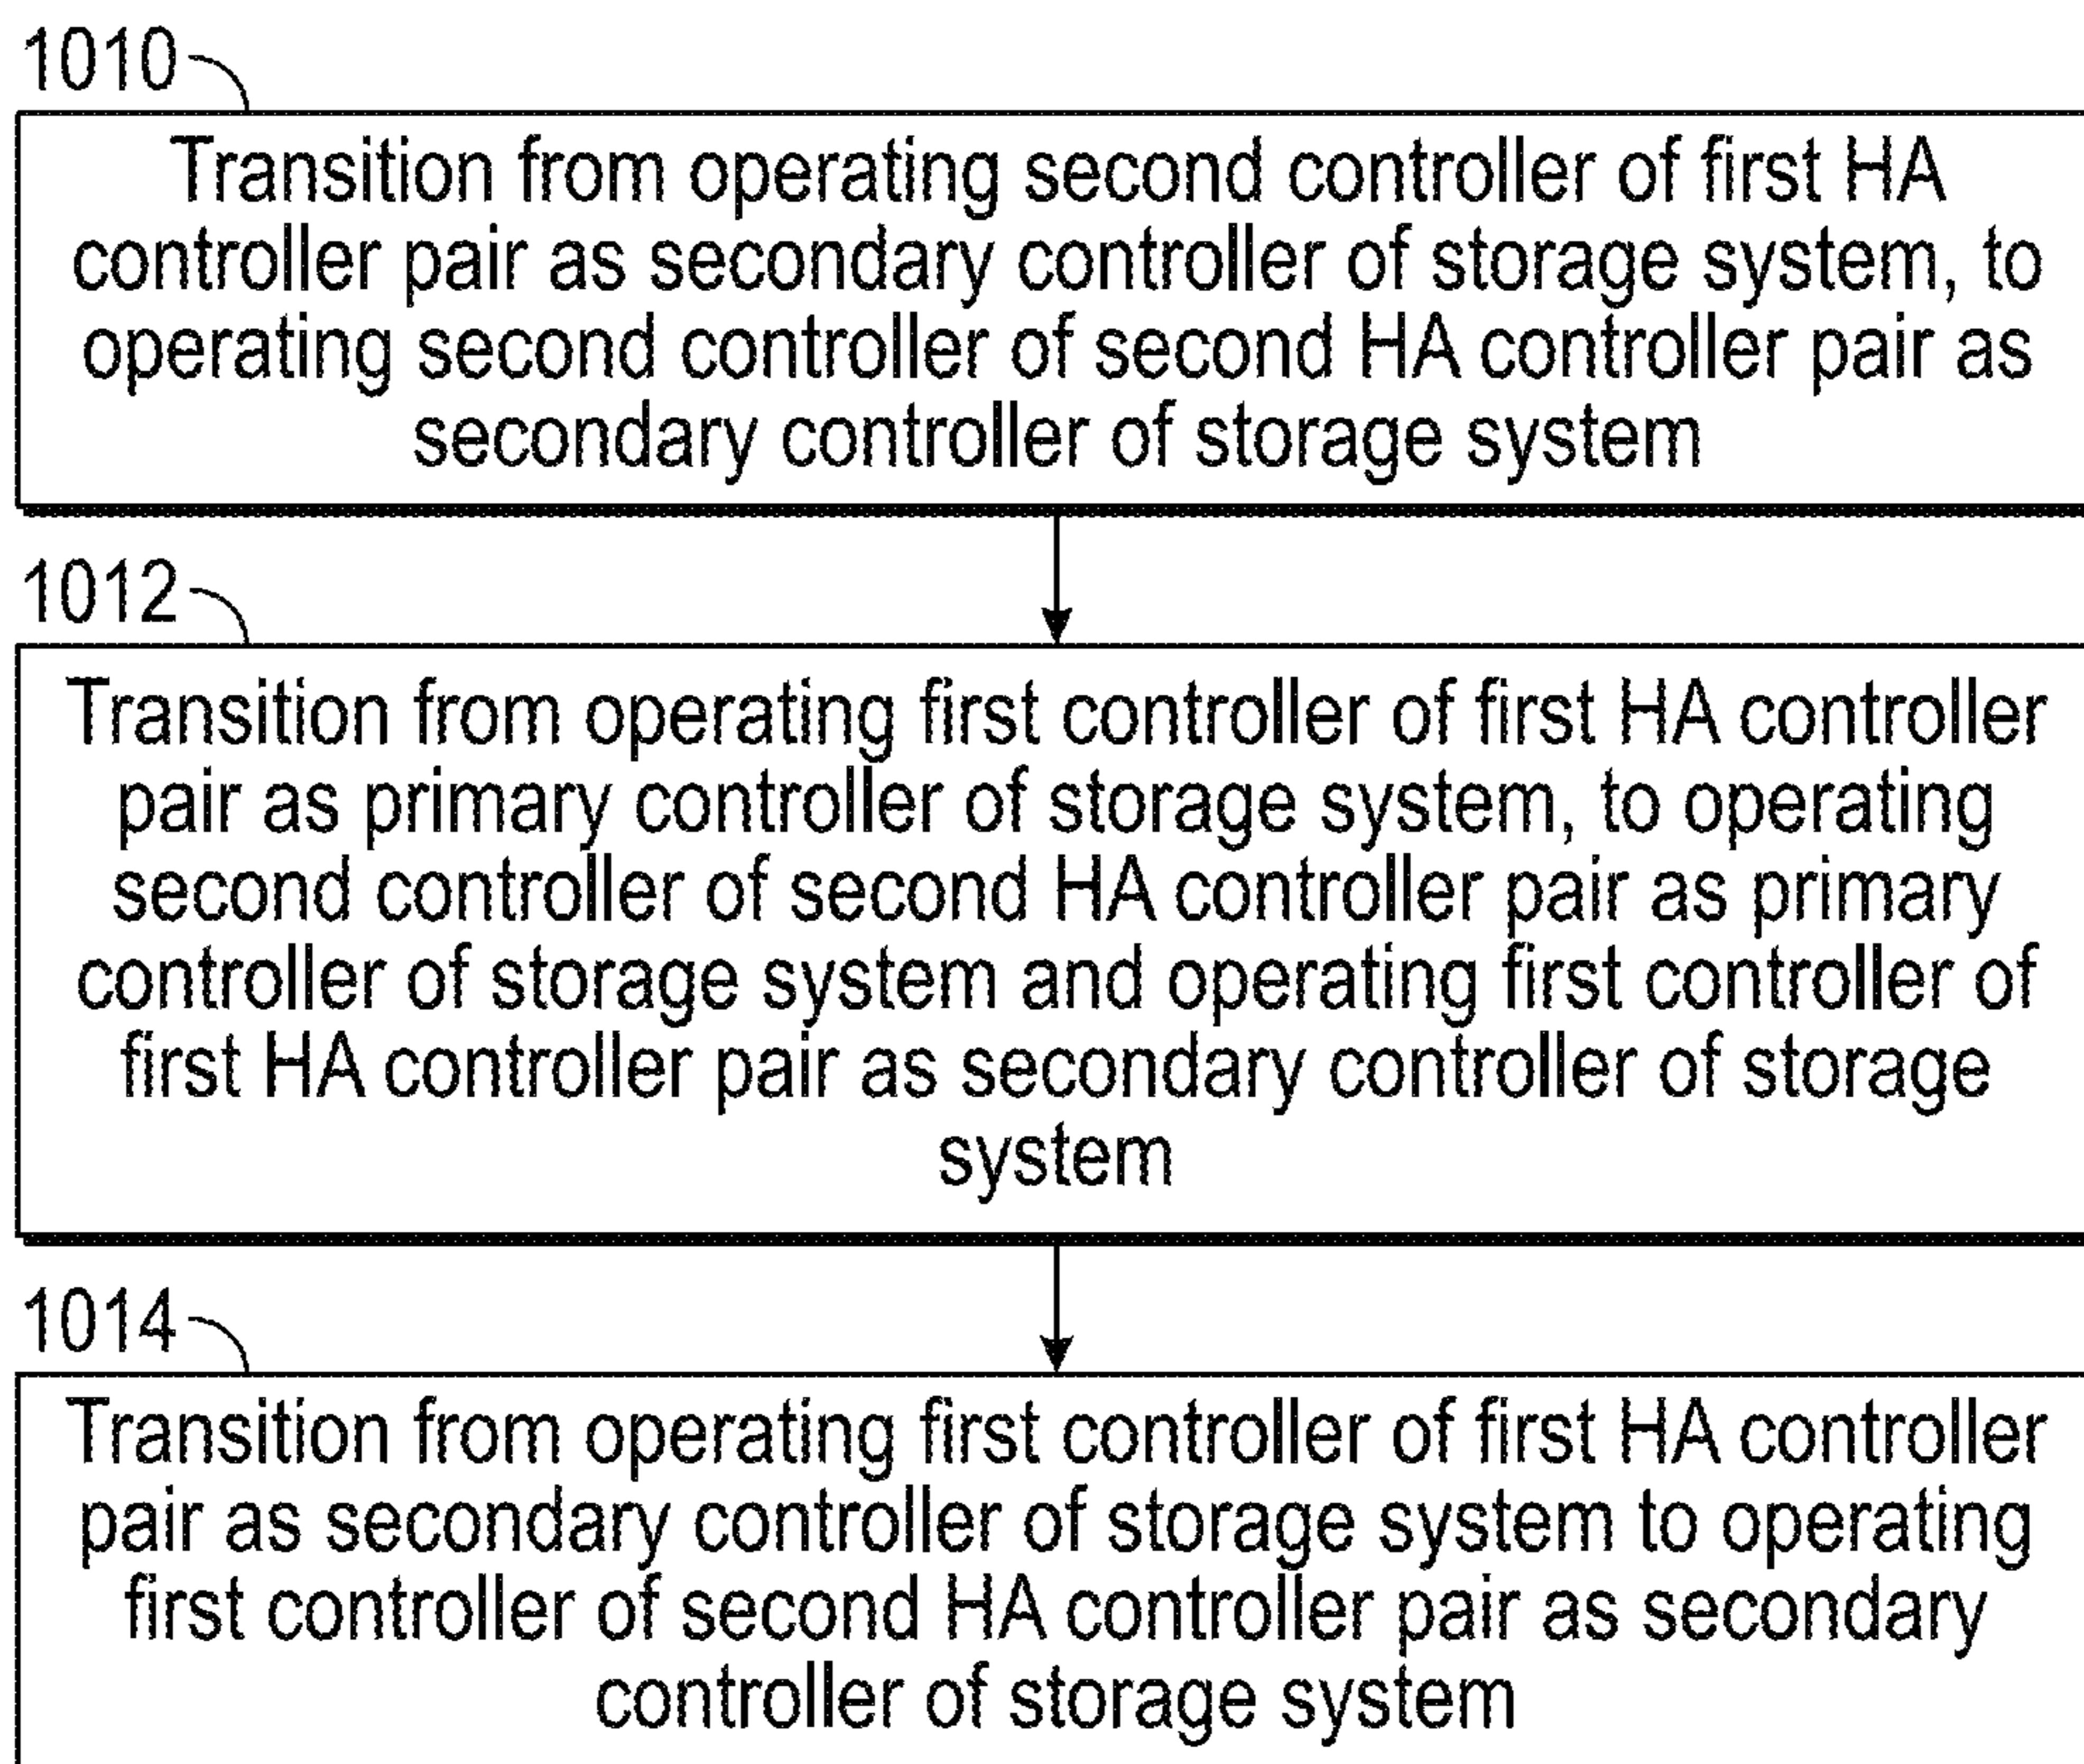 1010
Transition from operating second controller of first HA
controller pair as secondary controller of storage system, to
operating second controller of second HA controller pair as
secondary controller of storage system
1012
Transition from operating first controller of first HA controller
pair as primary controller of storage system, to operating
second controller of second HA controller pair as primary
controller of storage system and operating first controller of
first HA controller pair as secondary controller of storage
system
1014
Transition from operating first controller of first HA controller
pair as secondary controller of storage system to operating
first controller of second HA controller pair as secondary
controller of storage system